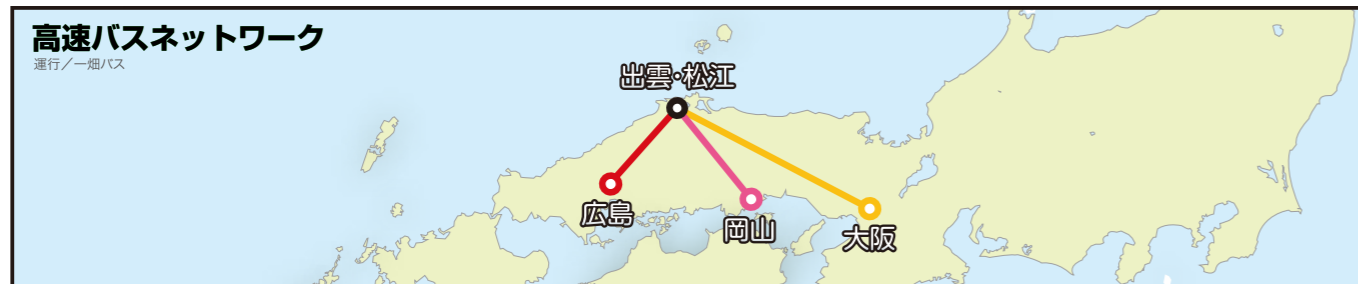 高速バスネットワーク
運行／一畑バス
出雲・松江
広島
岡山
大阪